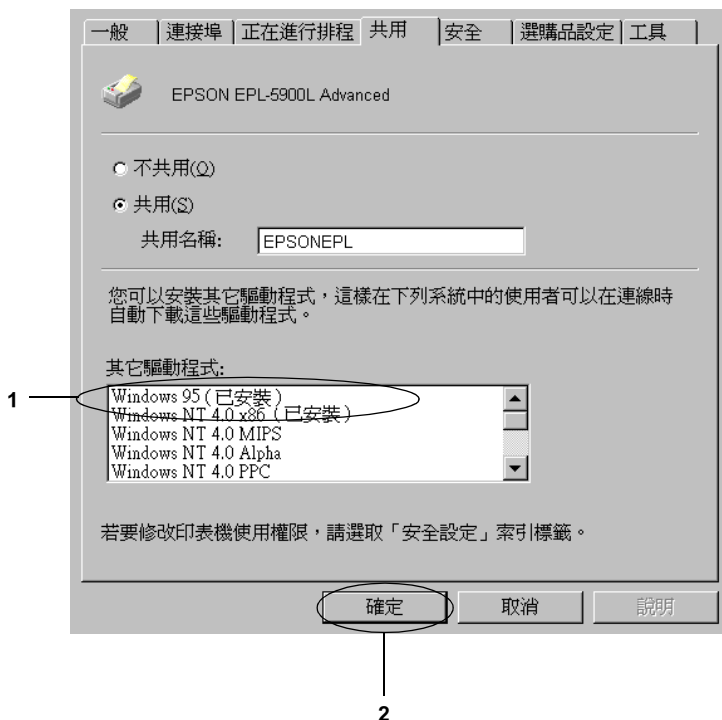 一般 連接埠 正在進行排程 共用 安全 選購品設定 工具
EPSON EPL-5900L Advanced
不共用(O)
共用(S)
共用名稱: EPSONEPL
您可以安裝其它驅動程式，這樣在下列系統中的使用者可以在連線時
自動下載這些驅動程式。
其它驅動程式:
1
Windows 95 (已安裝)
Windows NT 4.0 x86 (已安裝)
Windows NT 4.0 MIPS
Windows NT 4.0 Alpha
Windows NT 4.0 PPC
若要修改印表機使用權限，請選取「安全設定」索引標籤。
確定 取消 說明
2